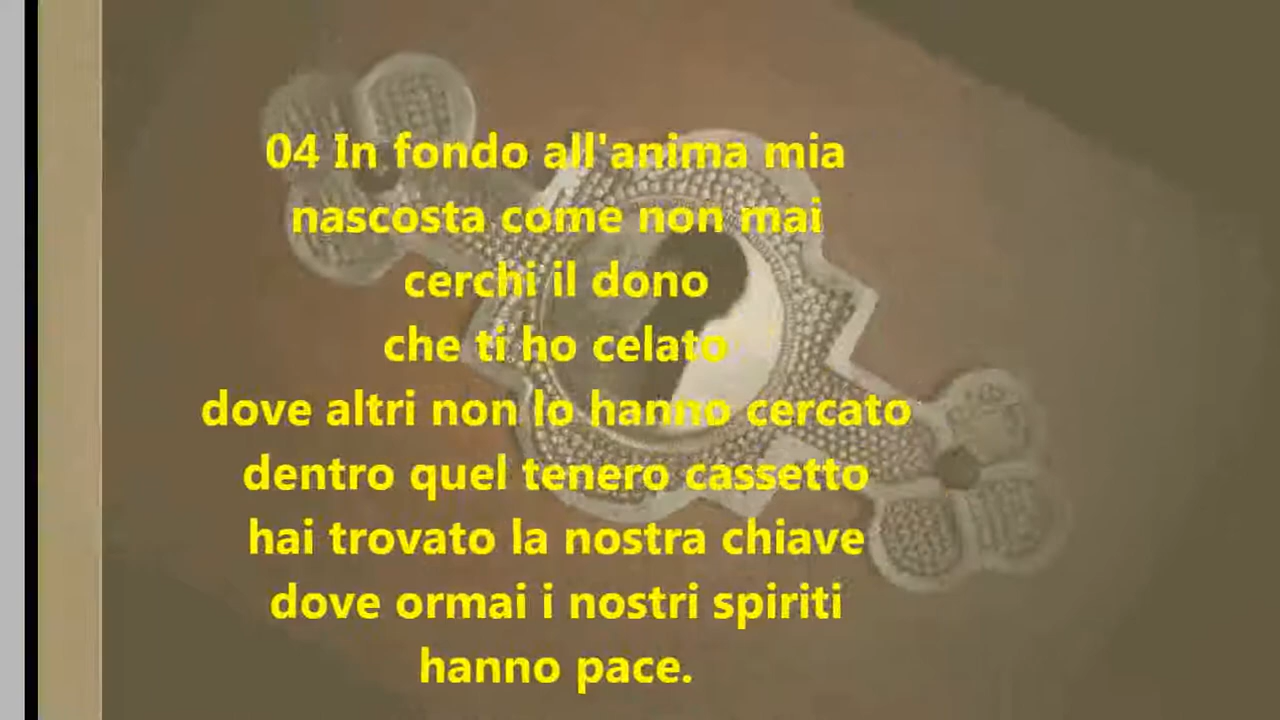 04 In fondo all'anima mia
nascosta come non mai
cerchi il dono
che ti ho celato
dove altri non lo hanno cercato
dentro quel tenero cassetto
hai trovato la nostra chiave
dove ormai i nostri spiriti
hanno pace.